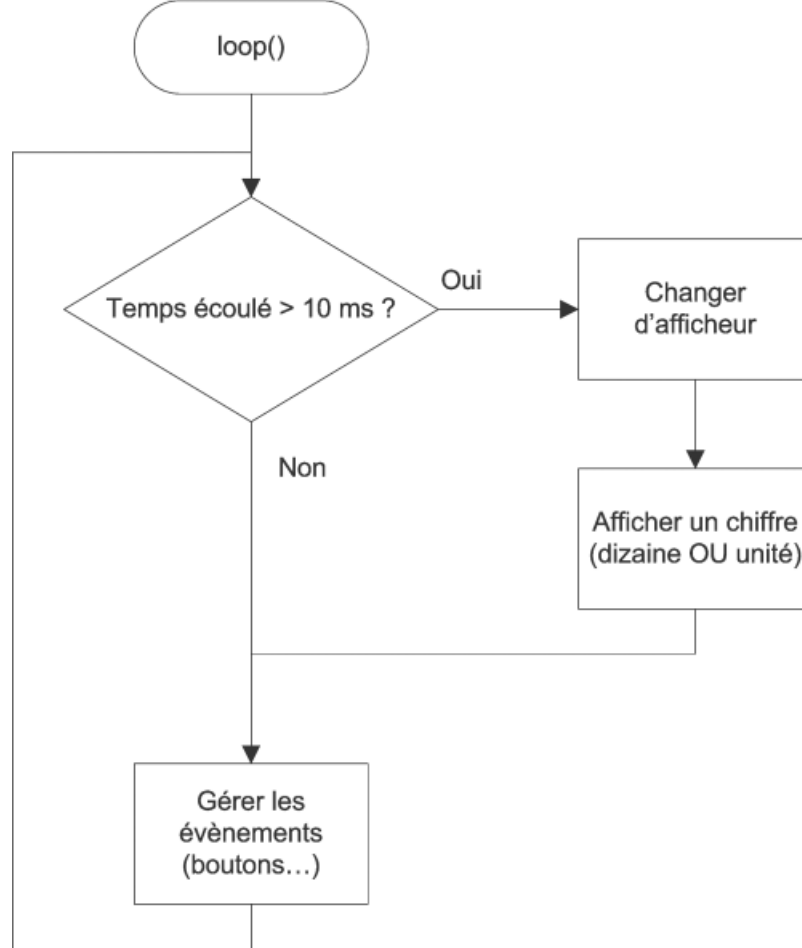 loop()
Temps écoulé > 10 ms ?
Oui
Changer
d’afficheur
Non
Afficher un chiffre
(dizaine OU unité)
Gérer les
évènements
(boutons…)